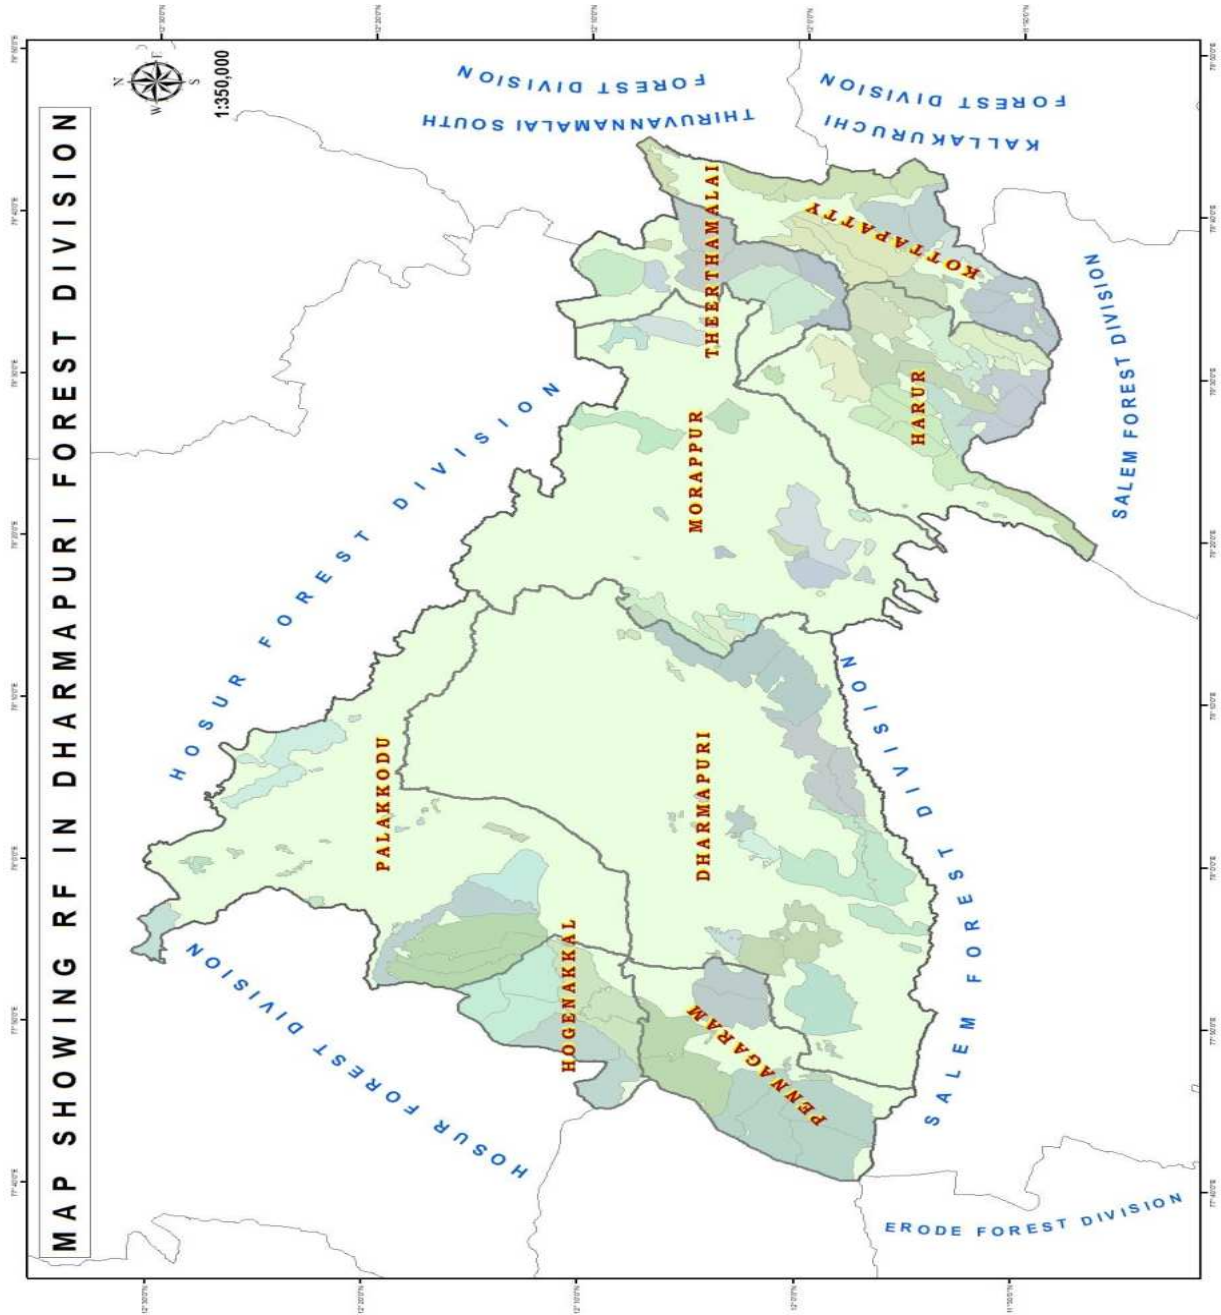 MAP SHOWING RF IN DHARMAPURI FOREST DIVISION
N
E
W
S
1:350,000
HOSUR FOREST DIVISION
HOSUR FOREST DIVISION
THIRUVANNAMALAI SOUTH
FOREST DIVISION
KALLAKURUCHI
FOREST DIVISION
SALEM FOREST DIVISION
SALEM FOREST DIVISION
ERODE FOREST DIVISION
PALAKKODU
HOGENAKKAL
PENNAGARAM
DHARMAPURI
MORAPPUR
THEERTHAMALAI
HARUR
KOTTAPATTY